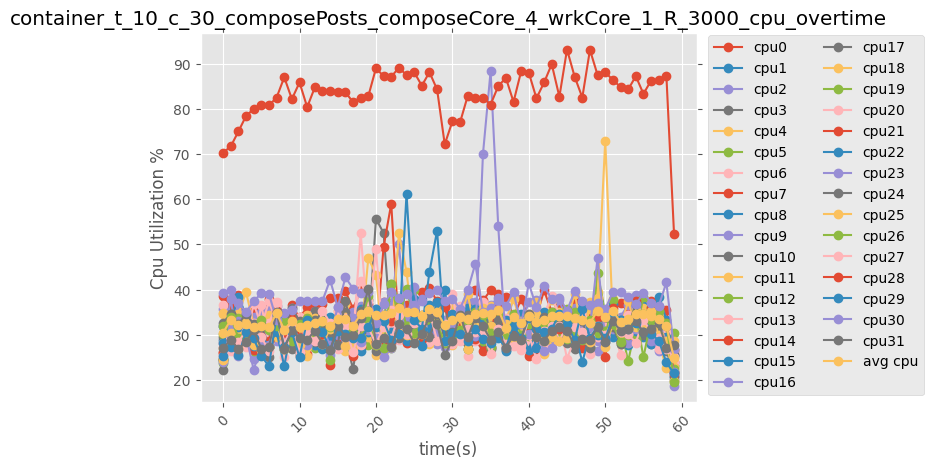 container_t_10_c_30_composePosts_composeCore_4_wrkCore_1_R_3000_cpu_overtime
Cpu Utilization %
90
80
70
60
50
40
30
20
0
10
20
30
40
50
60
time(s)
cpu0
cpu1
cpu2
cpu3
cpu4
cpu5
cpu6
cpu7
cpu8
cpu9
cpu10
cpu11
cpu12
cpu13
cpu14
cpu15
cpu16
cpu17
cpu18
cpu19
cpu20
cpu21
cpu22
cpu23
cpu24
cpu25
cpu26
cpu27
cpu28
cpu29
cpu30
cpu31
avg cpu